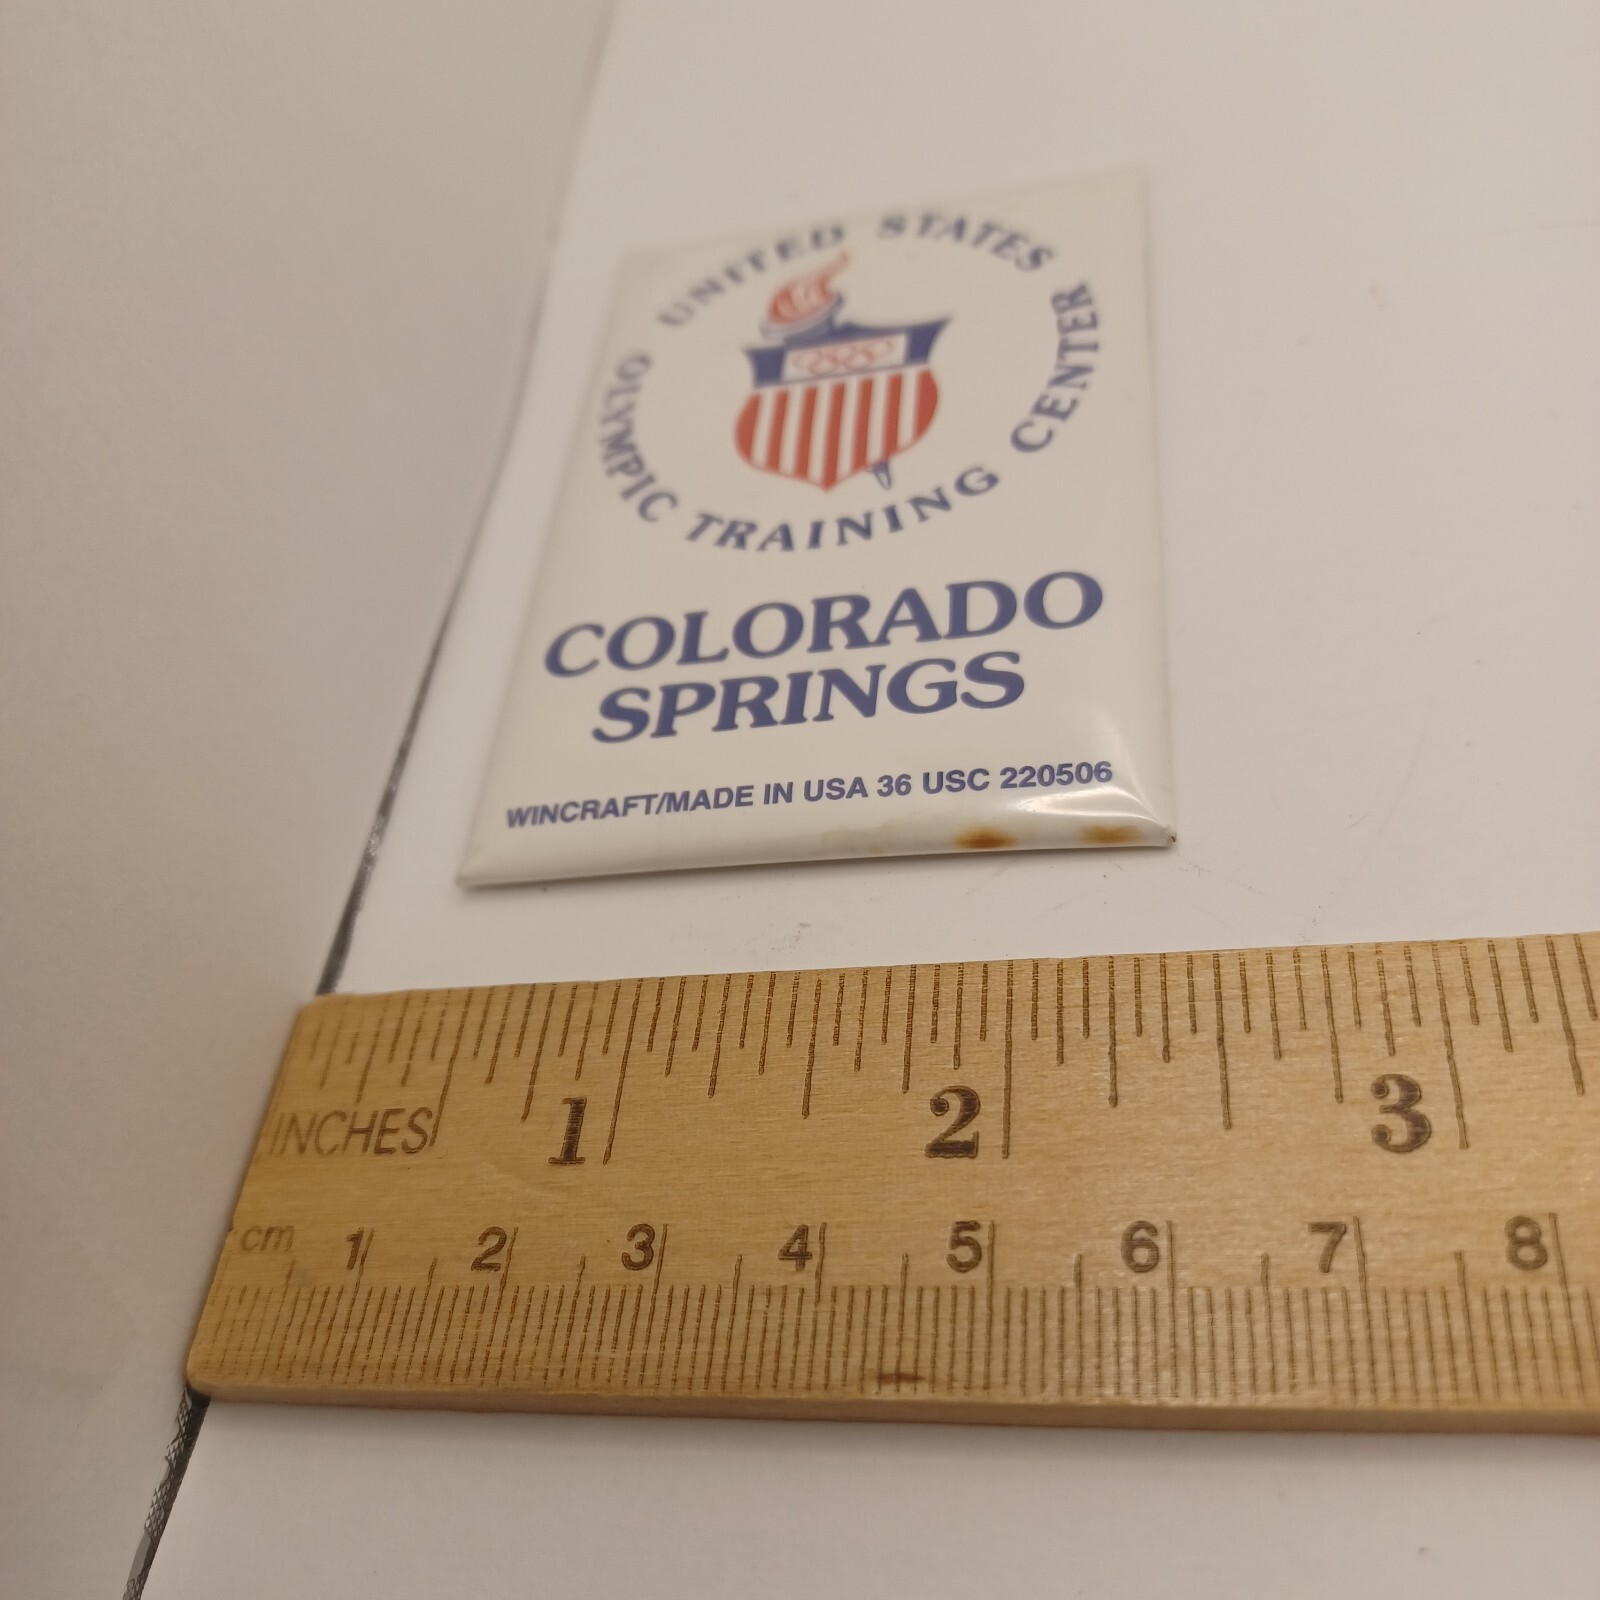 UNITED STATES
OLYMPIC TRAINING CENTER
COLORADO
SPRINGS
WINCRAFT/MADE IN USA 36 USC 220506
INCHES 1 2 3
cm 1 2 3 4 5 6 7 8